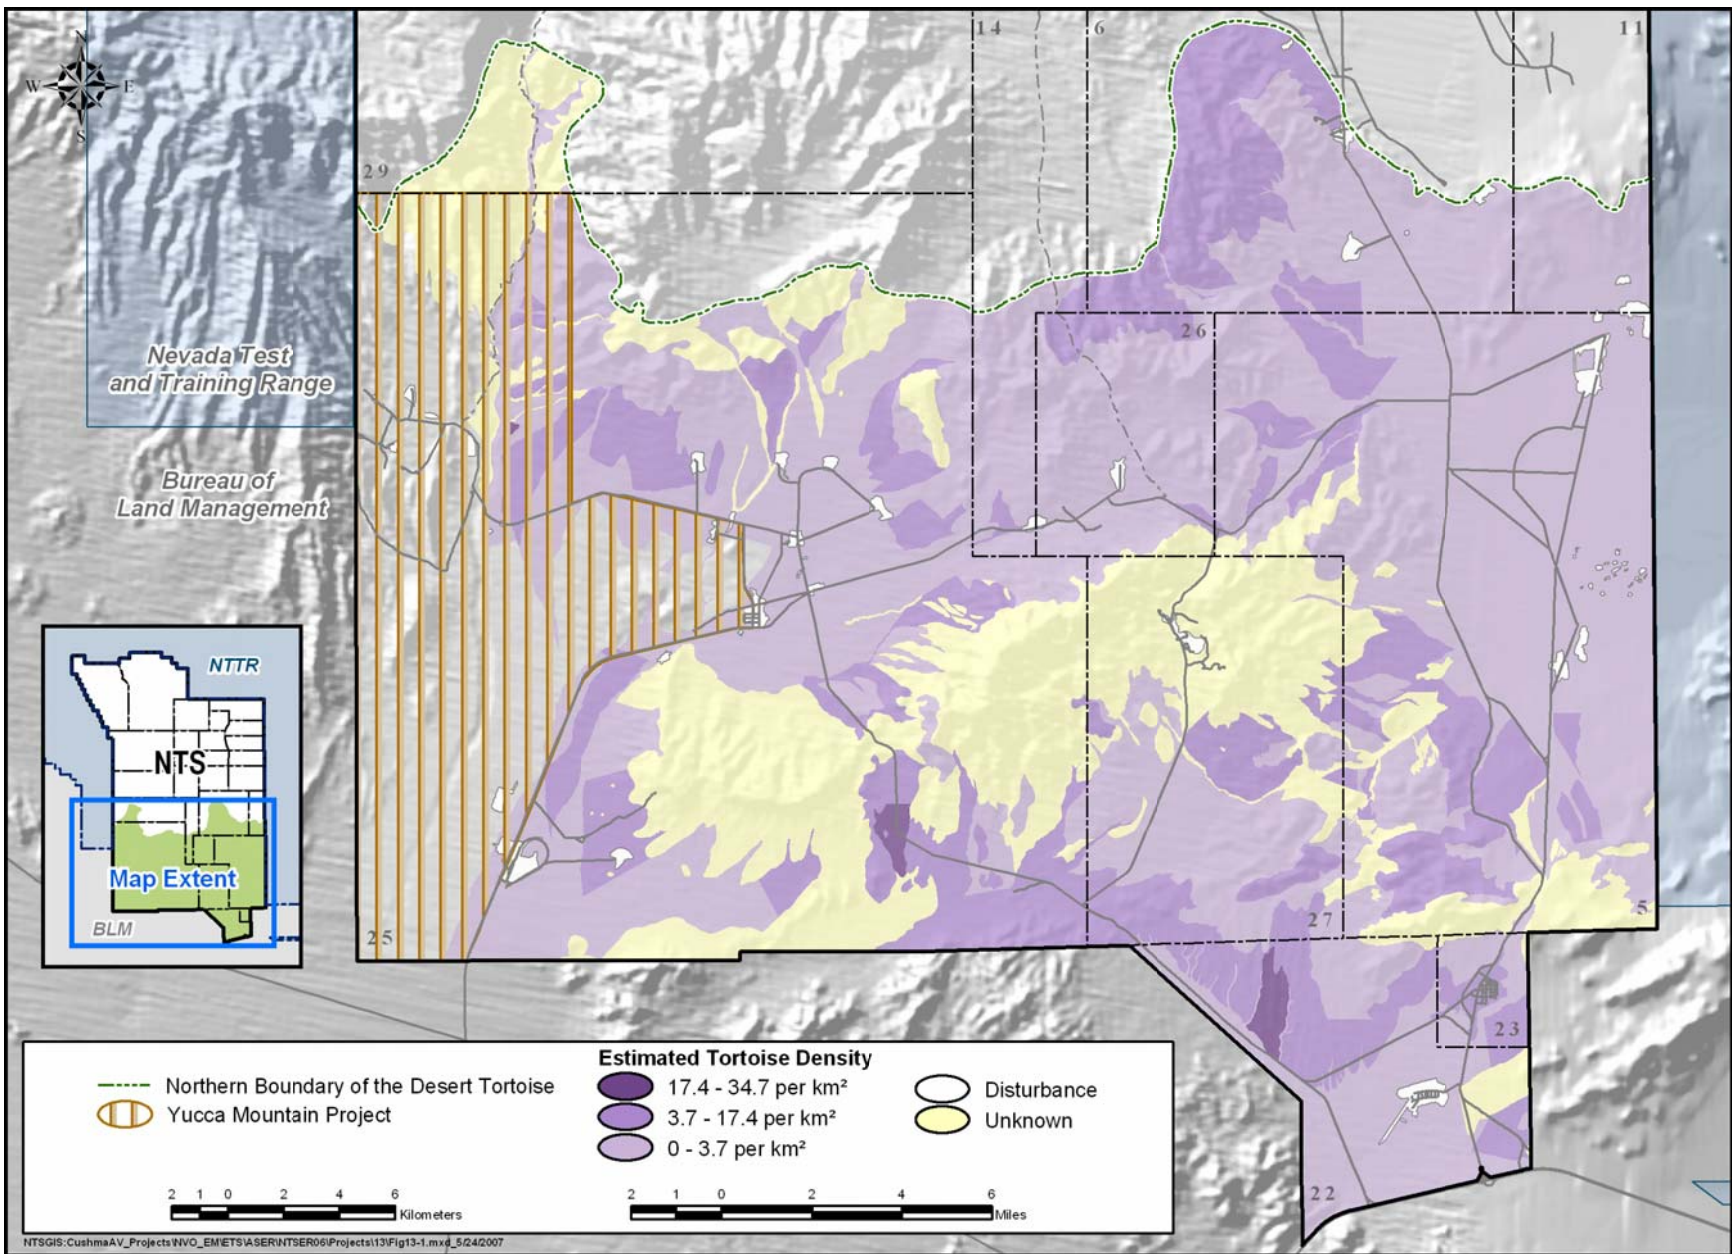 N
W E
S
14
6
11
29
26
Nevada Test
and Training Range
Bureau of
Land Management
NTTR
NTS
Map Extent
BLM
25
27
5
23
22
Northern Boundary of the Desert Tortoise
Yucca Mountain Project
Estimated Tortoise Density
17.4 - 34.7 per km²
3.7 - 17.4 per km²
0 - 3.7 per km²
Disturbance
Unknown
2 1 0 2 4 6
Kilometers
2 1 0 2 4 6
Miles
NTSGIS:CushmaAV_Projects\NVO_EM\ETS\ASER\NTSER06\Projects\13\Fig13-1.mxd_5/24/2007